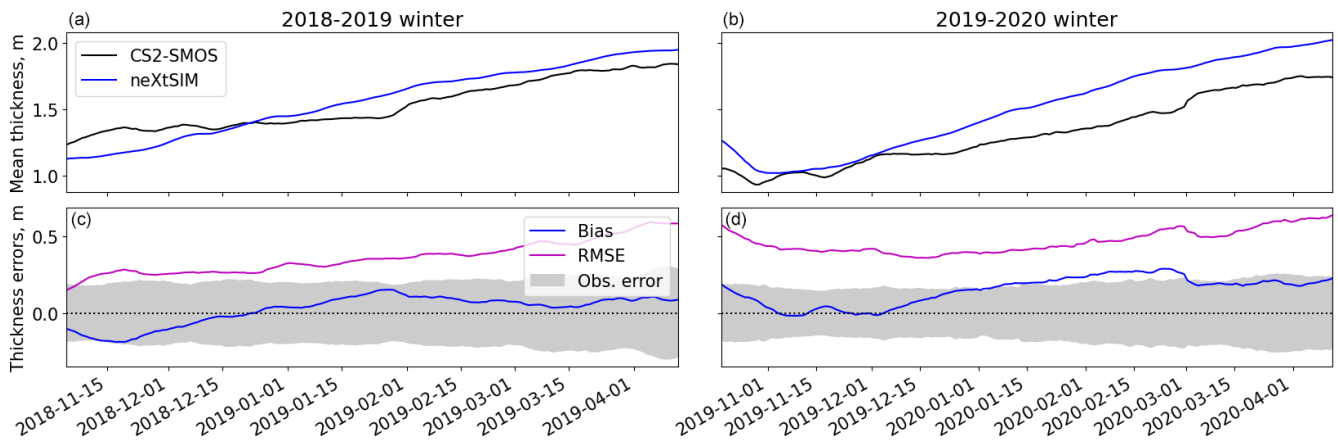 (a)
2018-2019 winter
(b)
2019-2020 winter
Mean thickness, m
2.0
1.5
1.0
CS2-SMOS
neXtSIM
Thickness errors, m
0.5
0.0
(c)
Bias
RMSE
Obs. error
(d)
2018-11-15
2018-12-01
2018-12-15
2019-01-01
2019-01-15
2019-02-01
2019-02-15
2019-03-01
2019-03-15
2019-04-01
2019-11-01
2019-11-15
2019-12-01
2019-12-15
2020-01-01
2020-01-15
2020-02-01
2020-02-15
2020-03-01
2020-03-15
2020-04-01